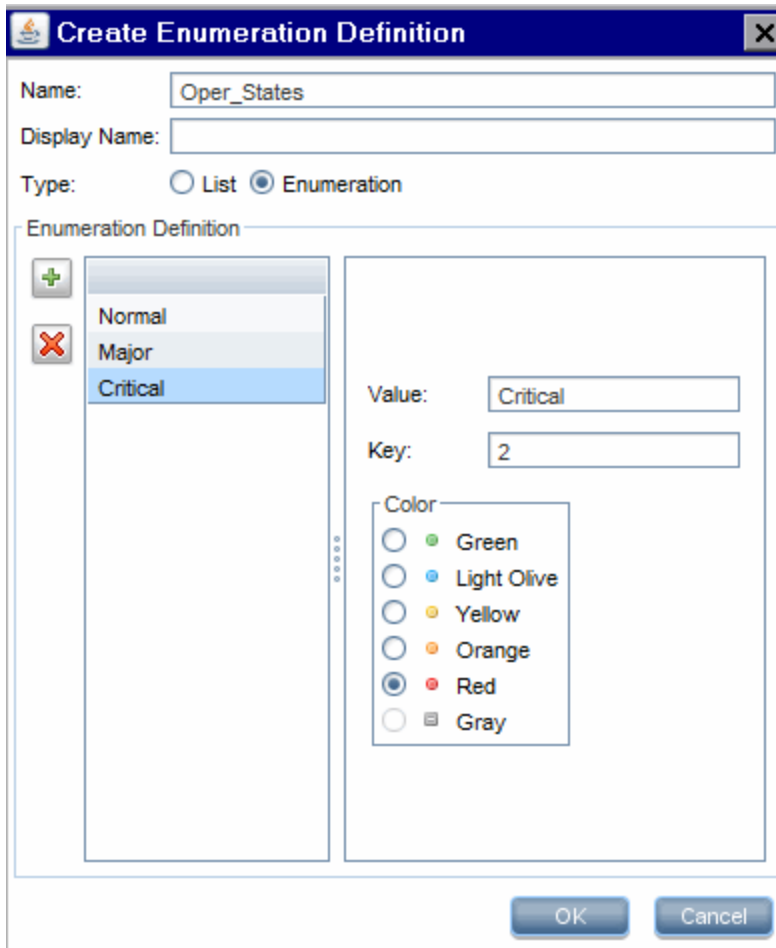 Create Enumeration Definition
Name: Oper_States
Display Name:
Type: List Enumeration
Enumeration Definition
Normal
Major
Critical
Value: Critical
Key: 2
Color
Green
Light Olive
Yellow
Orange
Red
Gray
OK Cancel